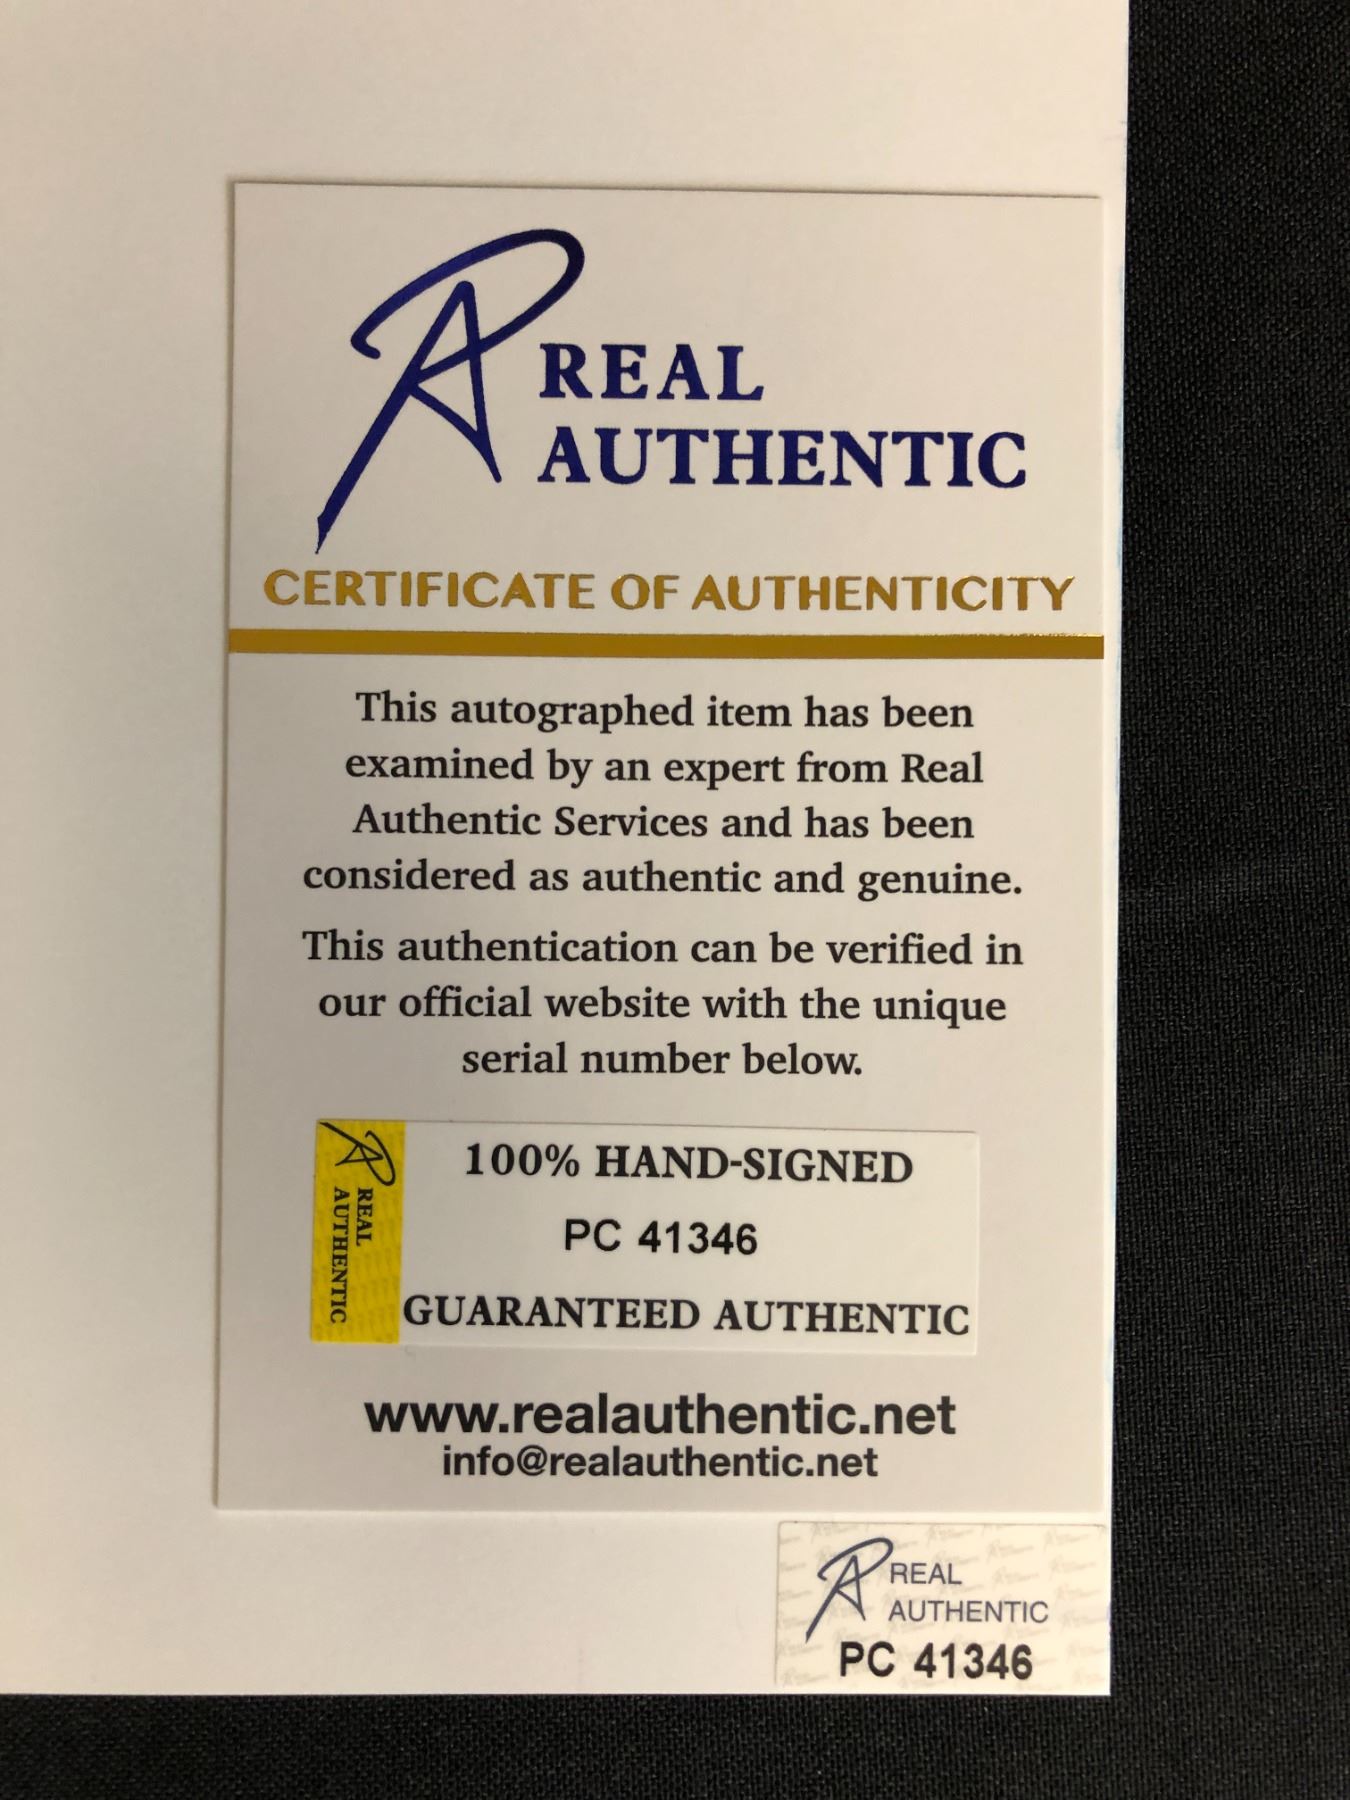 REAL
AUTHENTIC
CERTIFICATE OF AUTHENTICITY
This autographed item has been
examined by an expert from Real
Authentic Services and has been
considered as authentic and genuine.
This authentication can be verified in
our official website with the unique
serial number below.
REAL
AUTHENTIC
100% HAND-SIGNED
PC 41346
GUARANTEED AUTHENTIC
www.realauthentic.net
info@realauthentic.net
REAL
AUTHENTIC
PC 41346